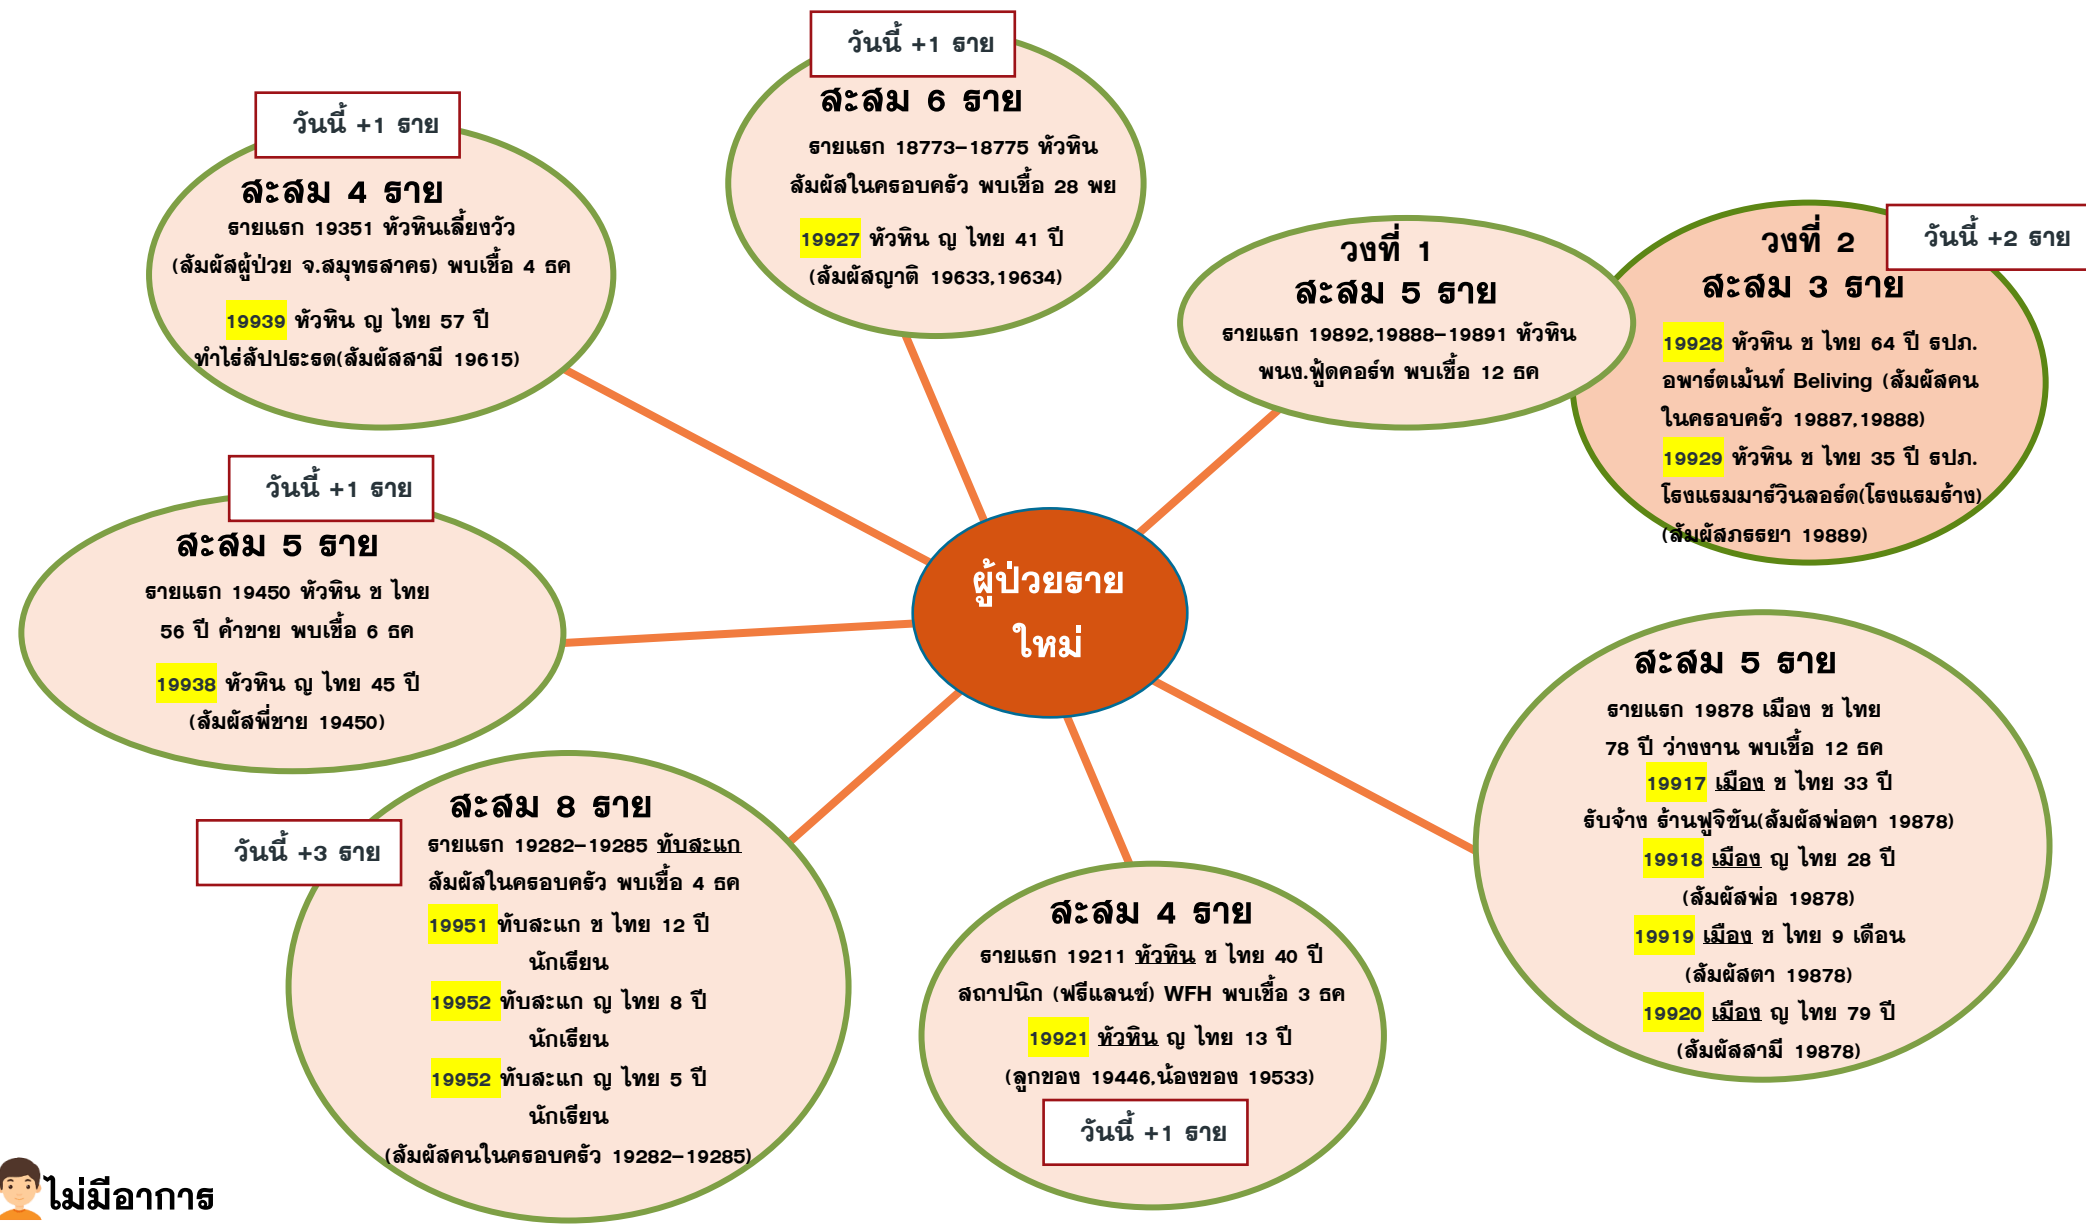 วันนี้ +1 ราย
สะสม 6 ราย
รายแรก 18773-18775 หัวหิน
สัมผัสในครอบครัว พบเชื้อ 28 พย
19927 หัวหิน ญ ไทย 41 ปี
(สัมผัสญาติ 19633,19634)
วันนี้ +1 ราย
สะสม 4 ราย
รายแรก 19351 หัวหินเลี้ยงวัว
(สัมผัสผู้ป่วย จ.สมุทรสาคร) พบเชื้อ 4 ธค
19939 หัวหิน ญ ไทย 57 ปี
ทำไร่สัปประรด(สัมผัสสามี 19615)
วงที่ 1
สะสม 5 ราย
รายแรก 19892,19888-19891 หัวหิน
พนง.ฟู้ดคอร์ท พบเชื้อ 12 ธค
วันนี้ +2 ราย
วงที่ 2
สะสม 3 ราย
19928 หัวหิน ช ไทย 64 ปี รปภ.
อพาร์ตเม้นท์ Beliving (สัมผัสคน
ในครอบครัว 19887,19888)
19929 หัวหิน ช ไทย 35 ปี รปภ.
โรงแรมมาร์วินลอร์ด(โรงแรมร้าง)
(สัมผัสภรรยา 19889)
วันนี้ +1 ราย
สะสม 5 ราย
รายแรก 19450 หัวหิน ช ไทย
56 ปี ค้าขาย พบเชื้อ 6 ธค
19938 หัวหิน ญ ไทย 45 ปี
(สัมผัสพี่ชาย 19450)
ผู้ป่วยราย
ใหม่
สะสม 5 ราย
รายแรก 19878 เมือง ช ไทย
78 ปี ว่างงาน พบเชื้อ 12 ธค
19917 เมือง ช ไทย 33 ปี
รับจ้าง ร้านฟูจิซัน(สัมผัสพ่อตา 19878)
19918 เมือง ญ ไทย 28 ปี
(สัมผัสพ่อ 19878)
19919 เมือง ช ไทย 9 เดือน
(สัมผัสตา 19878)
19920 เมือง ญ ไทย 79 ปี
(สัมผัสสามี 19878)
วันนี้ +3 ราย
สะสม 8 ราย
รายแรก 19282-19285 ทับสะแก
สัมผัสในครอบครัว พบเชื้อ 4 ธค
19951 ทับสะแก ช ไทย 12 ปี
นักเรียน
19952 ทับสะแก ญ ไทย 8 ปี
นักเรียน
19952 ทับสะแก ญ ไทย 5 ปี
นักเรียน
(สัมผัสคนในครอบครัว 19282-19285)
สะสม 4 ราย
รายแรก 19211 หัวหิน ช ไทย 40 ปี
สถาปนิก (ฟรีแลนซ์) WFH พบเชื้อ 3 ธค
19921 หัวหิน ญ ไทย 13 ปี
(ลูกของ 19446,น้องของ 19533)
วันนี้ +1 ราย
ไม่มีอาการ